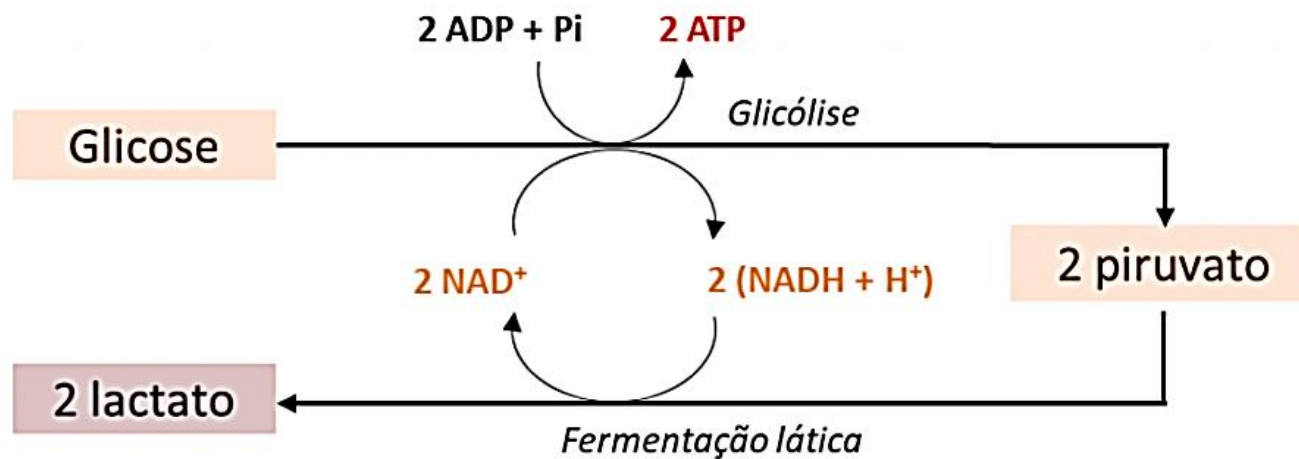 2 ADP + Pi 2 ATP
Glicólise
Glicose
2 piruvato
2 NAD⁺ 2 (NADH + H⁺)
2 lactato
Fermentação lática